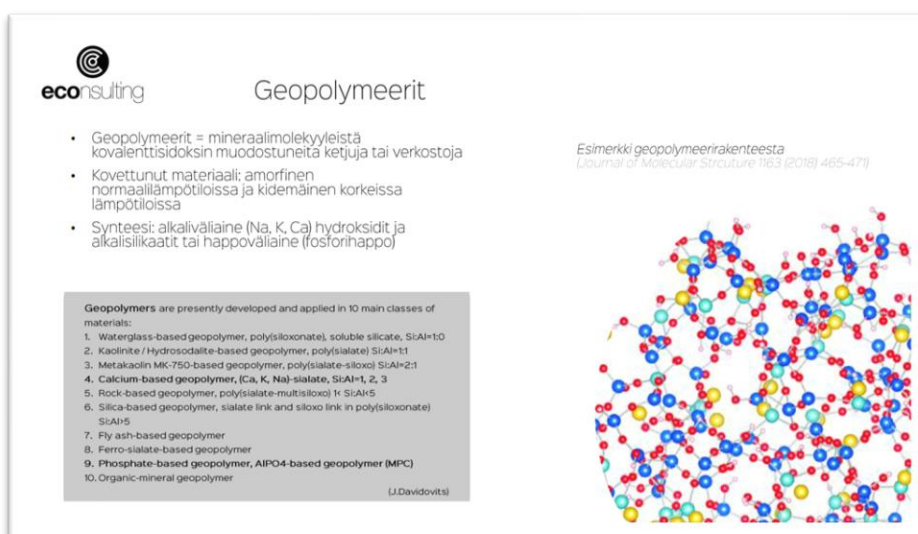 econsulting
Geopolymeerit
• Geopolymeerit = mineraalimolekyyleistä
kovalenttisidoksin muodostuneita ketjuja tai verkostoja
• Kovettunut materiaali: amorfinen
normaalilämpötiloissa ja kidemäinen korkeissa
lämpötiloissa
• Synteesi: alkaliväliaine (Na, K, Ca) hydroksidit ja
alkalisilikaatit tai happoväliaine (fosforihappo)
Esimerkki geopolymeerirakenteesta
(Journal of Molecular Strcuture 1163 (2018) 465-471)
Geopolymers are presently developed and applied in 10 main classes of
materials:
1. Waterglass-based geopolymer, poly(siloxonate), soluble silicate, Si:Al=1:0
2. Kaolinite / Hydrosodalite-based geopolymer, poly(sialate) Si:Al=1:1
3. Metakaolin MK-750-based geopolymer, poly(sialate-siloxo) Si:Al=2:1
4. Calcium-based geopolymer, (Ca, K, Na)-sialate, Si:Al=1, 2, 3
5. Rock-based geopolymer, poly(sialate-multisiloxo) 1< Si:Al<5
6. Silica-based geopolymer, sialate link and siloxo link in poly(siloxonate)
Si:Al>5
7. Fly ash-based geopolymer
8. Ferro-sialate-based geopolymer
9. Phosphate-based geopolymer, AlPO4-based geopolymer (MPC)
10. Organic-mineral geopolymer
(J.Davidovits)